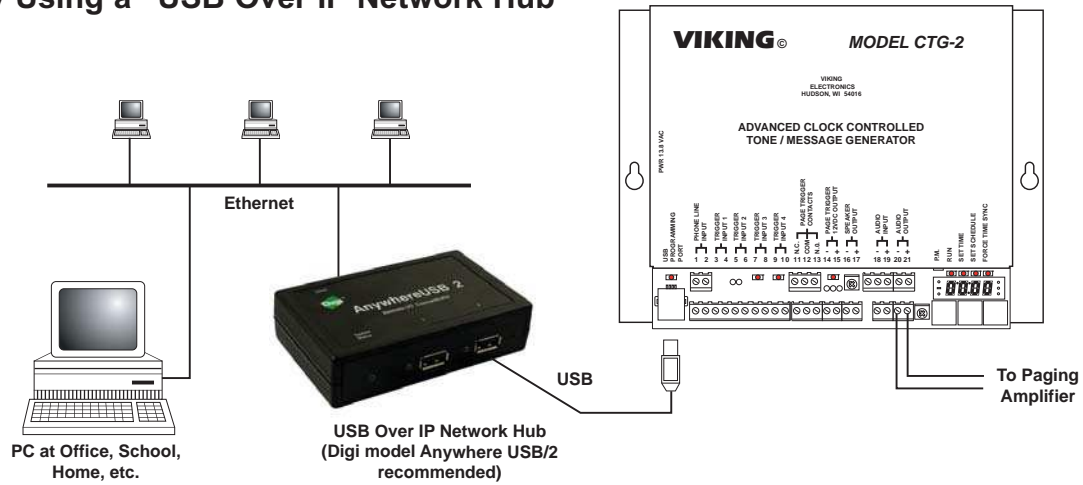 Using a "USB Over IP Network Hub"
VIKING©
MODEL CTG-2
VIKING
ELECTRONICS
HUDSON, WI 54016
ADVANCED CLOCK CONTROLLED
TONE / MESSAGE GENERATOR
PWR 13.8 VAC
USB
PROGRAMMING
PORT
PHONE LINE
INPUT
TRIGGER
INPUT 1
TRIGGER
INPUT 2
TRIGGER
INPUT 3
TRIGGER
INPUT 4
PAGE TRIGGER
CONTACTS
N.C.
COM
N.O.
PAGE TRIGGER
12VDC OUTPUT
- +
SPEAKER
OUTPUT
- +
AUDIO
INPUT
- +
AUDIO
OUTPUT
- +
P.M.
RUN
SET TIME
SET SCHEDULE
FORCE TIME SYNC
1 2 3 4 5 6 7 8 9 10 11 12 13 14 15 16 17 18 19 20 21
Ethernet
Digi
AnywhereUSB 2
USB
To Paging
Amplifier
PC at Office, School,
Home, etc.
USB Over IP Network Hub
(Digi model Anywhere USB/2
recommended)